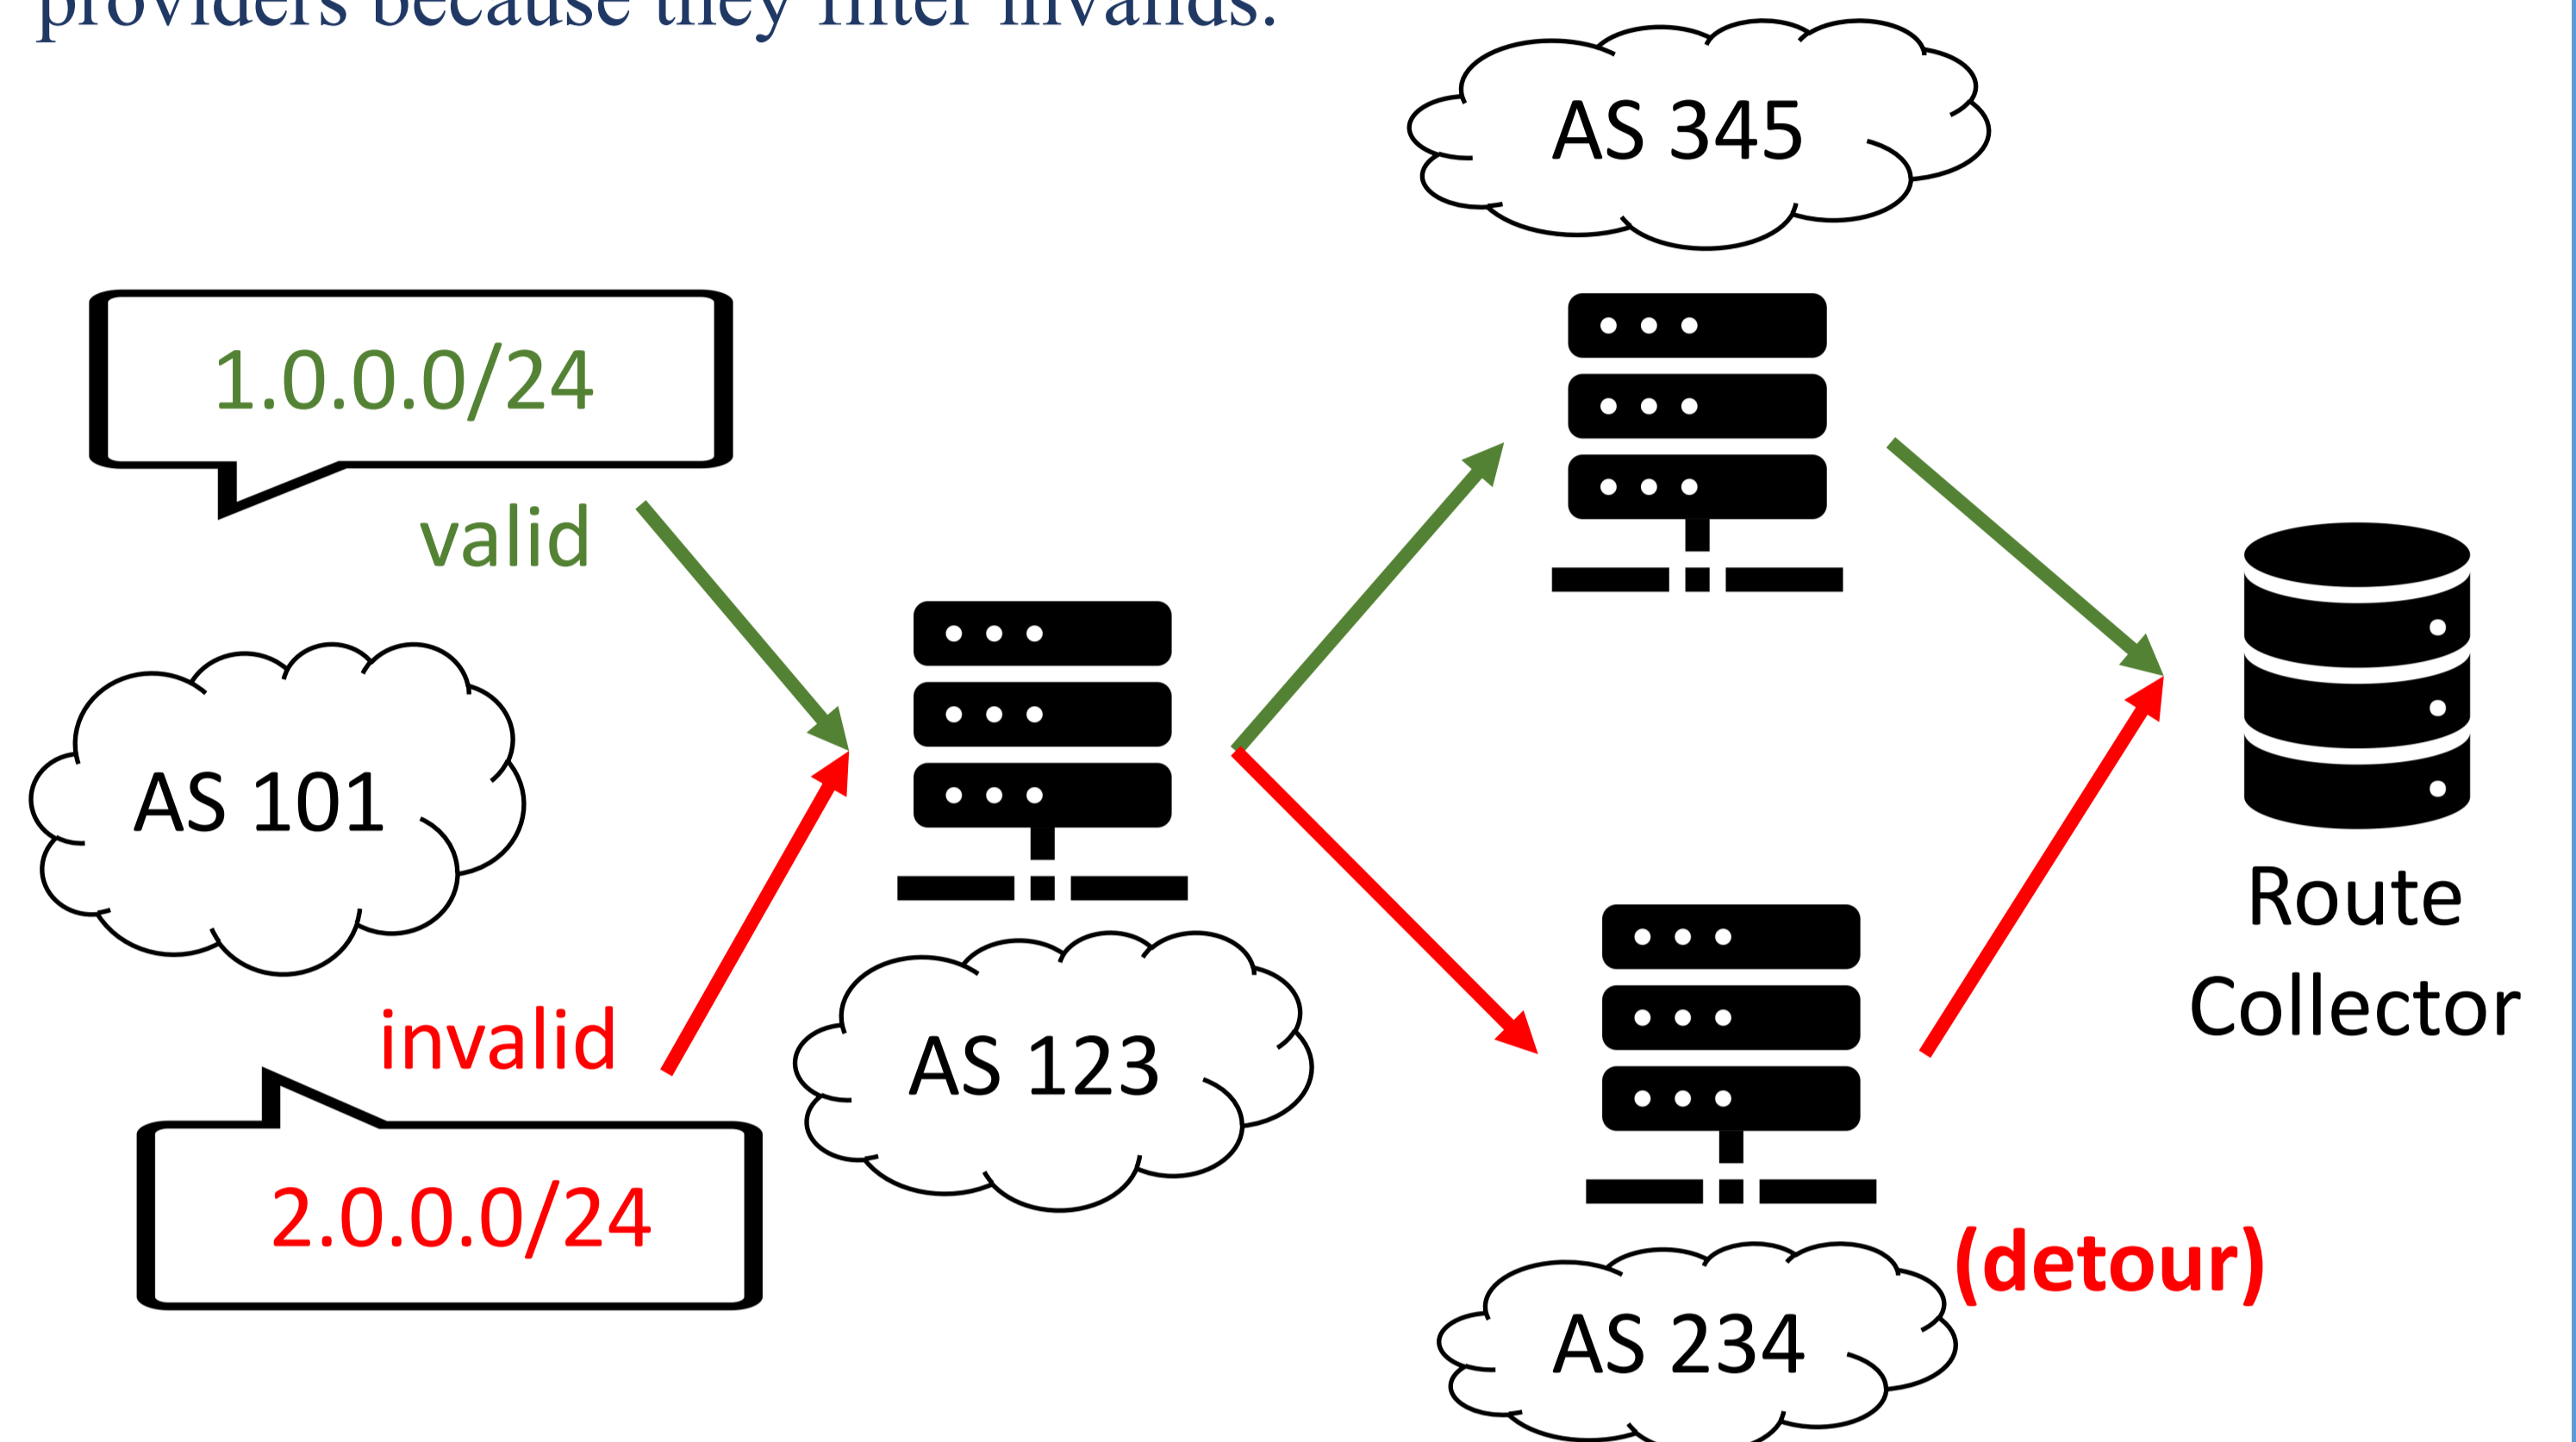 providers because they filter invalids.
AS 345
1.0.0.0/24
valid
AS 101
invalid
AS 123
2.0.0.0/24
Route
Collector
(detour)
AS 234